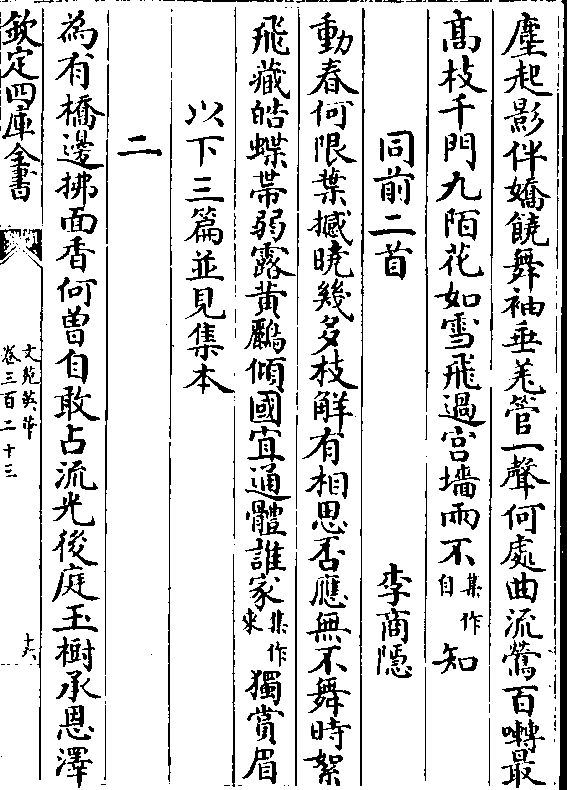 塵起影伴嬌饒舞袖垂羌管一聲何處曲流鶯百囀最
髙枝千門九陌花如雪飛過宫墻兩不集作自知
同前二首 李商隱
動春何限葉撼曉幾多枝解有相思否應無不舞時絮
飛藏皓蝶帶弱露黄鸝傾國宜通體誰家集作來獨賞眉
以下三篇並見集本
二
為有橋邊拂面香何曽自敢占流光後庭玉樹承恩澤
欽定四庫全書
文苑英華
卷三百二十三
十六